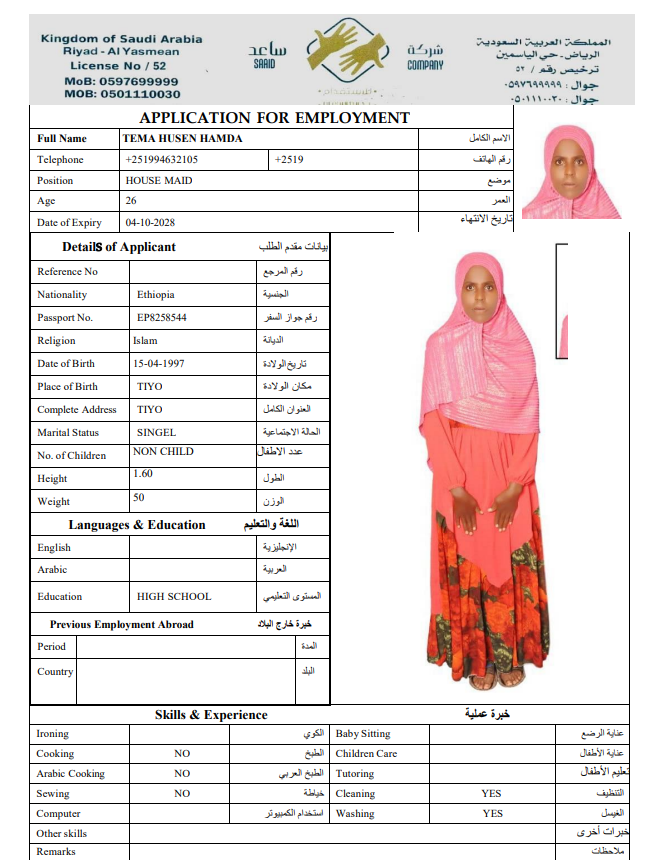 Kingdom of Saudi Arabia
Riyad - Al Yasmean
License No / 52
MoB: 0597699999
MOB: 0501110030
ساعد
SAAID
شركة
COMPANY
للإستقدام
المملكة العربية السعودية
الرياض - حي الياسمين
ترخيص رقم / ٥٢
جوال : ٠٥٩٧٦٩٩٩٩٩
جوال : ٠٥٠١١١٠٠٣٠
APPLICATION FOR EMPLOYMENT
Full Name TEMA HUSEN HAMDA الاسم الكامل
Telephone +251994632105 +2519 رقم الهاتف
Position HOUSE MAID موضع
Age 26 العمر
Date of Expiry 04-10-2028 تاريخ الانتهاء
Details of Applicant بيانات مقدم الطلب
Reference No رقم المرجع
Nationality Ethiopia الجنسية
Passport No. EP8258544 رقم جواز السفر
Religion Islam الديانة
Date of Birth 15-04-1997 تاريخ الولادة
Place of Birth TIYO مكان الولادة
Complete Address TIYO العنوان الكامل
Marital Status SINGEL الحالة الاجتماعية
No. of Children NON CHILD عدد الاطفال
Height 1.60 الطول
Weight 50 الوزن
Languages & Education اللغة والتعليم
English الإنجليزية
Arabic العربية
Education HIGH SCHOOL المستوى التعليمي
Previous Employment Abroad خبرة خارج البلاد
Period المدة
Country البلد
Skills & Experience خبرة عملية
Ironing الكوي Baby Sitting عناية الرضع
Cooking NO الطبخ Children Care عناية الأطفال
Arabic Cooking NO الطبخ العربي Tutoring تعليم الأطفال
Sewing NO خياطة Cleaning YES التنظيف
Computer استخدام الكمبيوتر Washing YES الغيسل
Other skills خبرات أخرى
Remarks ملاحظات